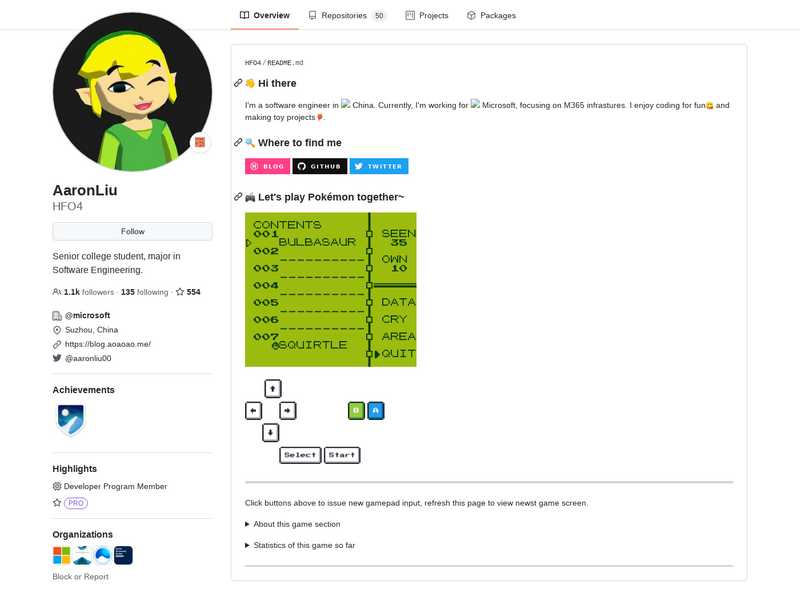 Overview
Repositories 50
Projects
Packages
AaronLiu
HFO4
Follow
Senior college student, major in
Software Engineering.
1.1k followers · 135 following · 554
@microsoft
Suzhou, China
https://blog.aoaoao.me/
@aaronliu00
Achievements
Highlights
Developer Program Member
PRO
Organizations
Block or Report
HFO4 / README.md
👋 Hi there
I'm a software engineer in China. Currently, I'm working for Microsoft, focusing on M365 infrastures. I enjoy coding for fun😋 and
making toy projects🪀.
🔍 Where to find me
BLOG GITHUB TWITTER
🎮 Let's play Pokémon together~
CONTENTS
001
BULBASAUR
002
003
004
005
006
007
SQUIRTLE
SEEN
35
OWN
10
DATA
CRY
AREA
QUIT
B A
Select Start
Click buttons above to issue new gamepad input, refresh this page to view newst game screen.
About this game section
Statistics of this game so far